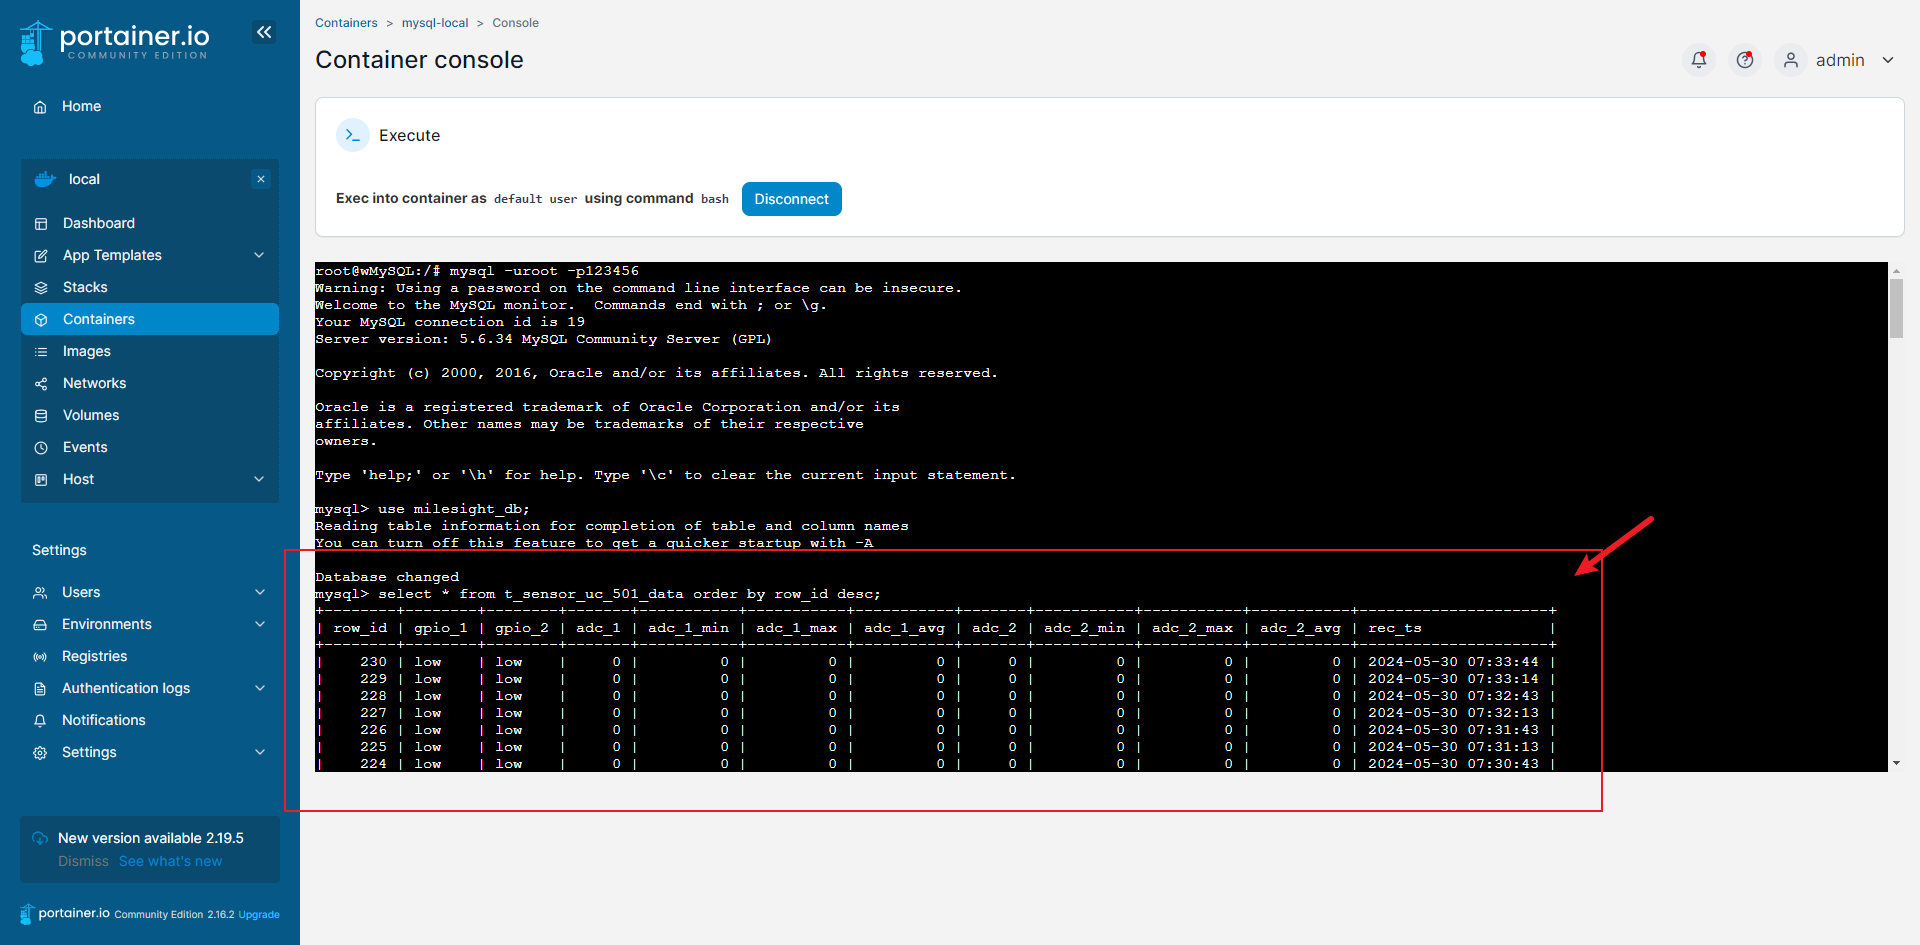 portainer.io
COMMUNITY EDITION
Home
local
Dashboard
App Templates
Stacks
Containers
Images
Networks
Volumes
Events
Host
Settings
Users
Environments
Registries
Authentication logs
Notifications
Settings
New version available 2.19.5
Dismiss See what's new
portainer.io Community Edition 2.16.2 Upgrade
Containers > mysql-local > Console
Container console
admin
>_ Execute
Exec into container as default user using command bash Disconnect
root@wMySQL:/# mysql -uroot -p123456
Warning: Using a password on the command line interface can be insecure.
Welcome to the MySQL monitor.  Commands end with ; or \g.
Your MySQL connection id is 19
Server version: 5.6.34 MySQL Community Server (GPL)
Copyright (c) 2000, 2016, Oracle and/or its affiliates. All rights reserved.
Oracle is a registered trademark of Oracle Corporation and/or its
affiliates. Other names may be trademarks of their respective
owners.
Type 'help;' or '\h' for help. Type '\c' to clear the current input statement.
mysql> use milesight_db;
Reading table information for completion of table and column names
You can turn off this feature to get a quicker startup with -A
Database changed
mysql> select * from t_sensor_uc_501_data order by row_id desc;
+--------+--------+--------+-------+-----------+-----------+-----------+-------+-----------+-----------+-----------+---------------------+
| row_id | gpio_1 | gpio_2 | adc_1 | adc_1_min | adc_1_max | adc_1_avg | adc_2 | adc_2_min | adc_2_max | adc_2_avg | rec_ts              |
+--------+--------+--------+-------+-----------+-----------+-----------+-------+-----------+-----------+-----------+---------------------+
|    230 | low    | low    |     0 |         0 |         0 |         0 |     0 |         0 |         0 |         0 | 2024-05-30 07:33:44 |
|    229 | low    | low    |     0 |         0 |         0 |         0 |     0 |         0 |         0 |         0 | 2024-05-30 07:33:14 |
|    228 | low    | low    |     0 |         0 |         0 |         0 |     0 |         0 |         0 |         0 | 2024-05-30 07:32:43 |
|    227 | low    | low    |     0 |         0 |         0 |         0 |     0 |         0 |         0 |         0 | 2024-05-30 07:32:13 |
|    226 | low    | low    |     0 |         0 |         0 |         0 |     0 |         0 |         0 |         0 | 2024-05-30 07:31:43 |
|    225 | low    | low    |     0 |         0 |         0 |         0 |     0 |         0 |         0 |         0 | 2024-05-30 07:31:13 |
|    224 | low    | low    |     0 |         0 |         0 |         0 |     0 |         0 |         0 |         0 | 2024-05-30 07:30:43 |